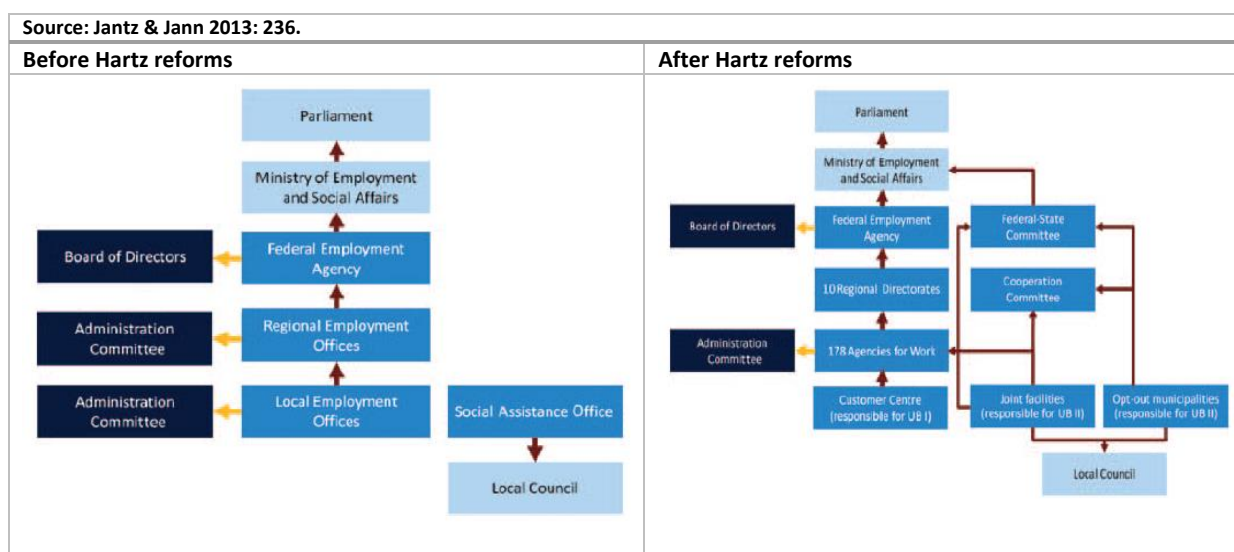 Source: Jantz & Jann 2013: 236.
Before Hartz reforms
Parliament
Ministry of Employment
and Social Affairs
Board of Directors
Federal Employment
Agency
Administration
Committee
Regional Employment
Offices
Administration
Committee
Local Employment
Offices
Social Assistance Office
Local Council
After Hartz reforms
Parliament
Ministry of Employment
and Social Affairs
Board of Directors
Federal Employment
Agency
Federal-State
Committee
10 Regional Directorates
Cooperation
Committee
Administration
Committee
178 Agencies for Work
Customer Centre
(responsible for UB I)
Joint facilities
(responsible for UB II)
Opt-out municipalities
(responsible for UB II)
Local Council